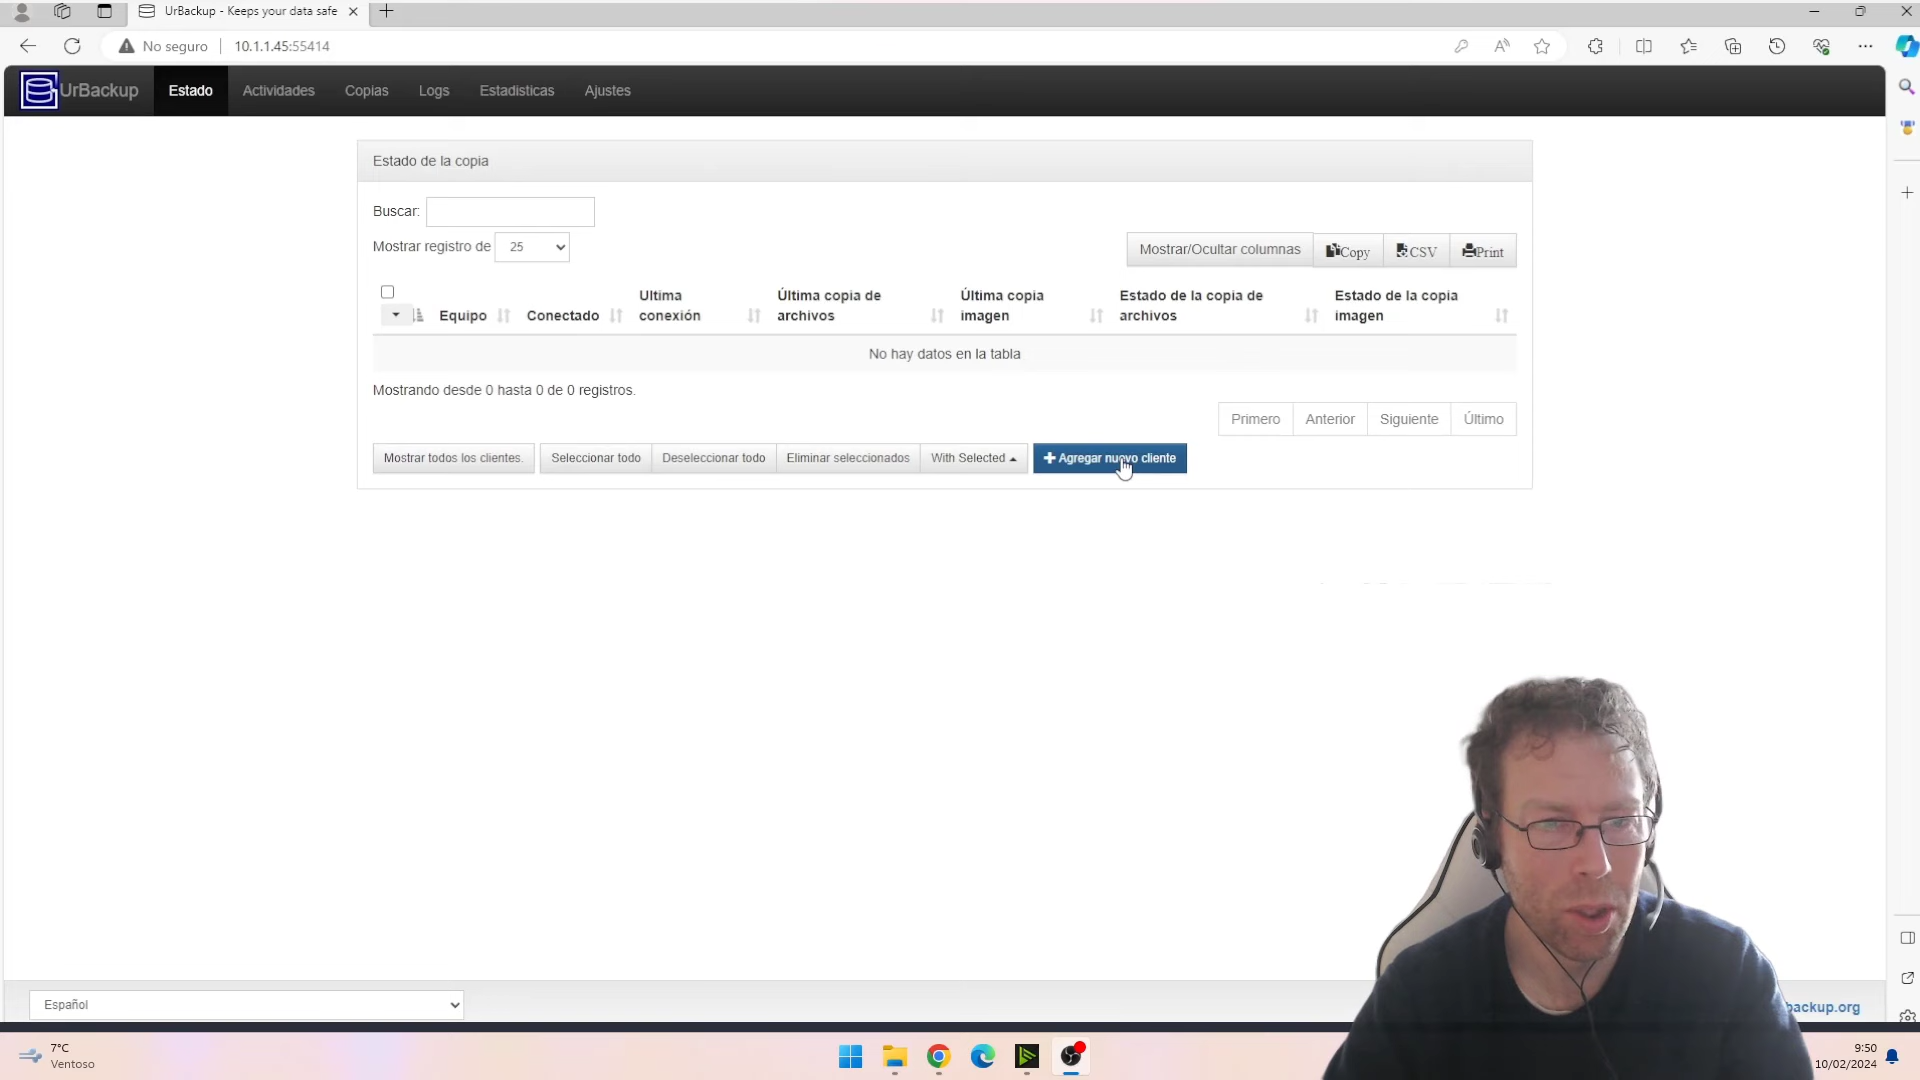 UrBackup - Keeps your data safe
No seguro
10.1.1.45:55414
UrBackup
Estado
Actividades
Copias
Logs
Estadisticas
Ajustes
Estado de la copia
Buscar:
Mostrar registro de 25
Mostrar/Ocultar columnas
Copy
CSV
Print
Equipo
Conectado
Ultima conexión
Última copia de archivos
Última copia imagen
Estado de la copia de archivos
Estado de la copia imagen
No hay datos en la tabla
Mostrando desde 0 hasta 0 de 0 registros.
Primero
Anterior
Siguiente
Último
Mostrar todos los clientes.
Seleccionar todo
Deseleccionar todo
Eliminar seleccionados
With Selected
Agregar nuevo cliente
Español
backup.org
7°C
Ventoso
9:50
10/02/2024